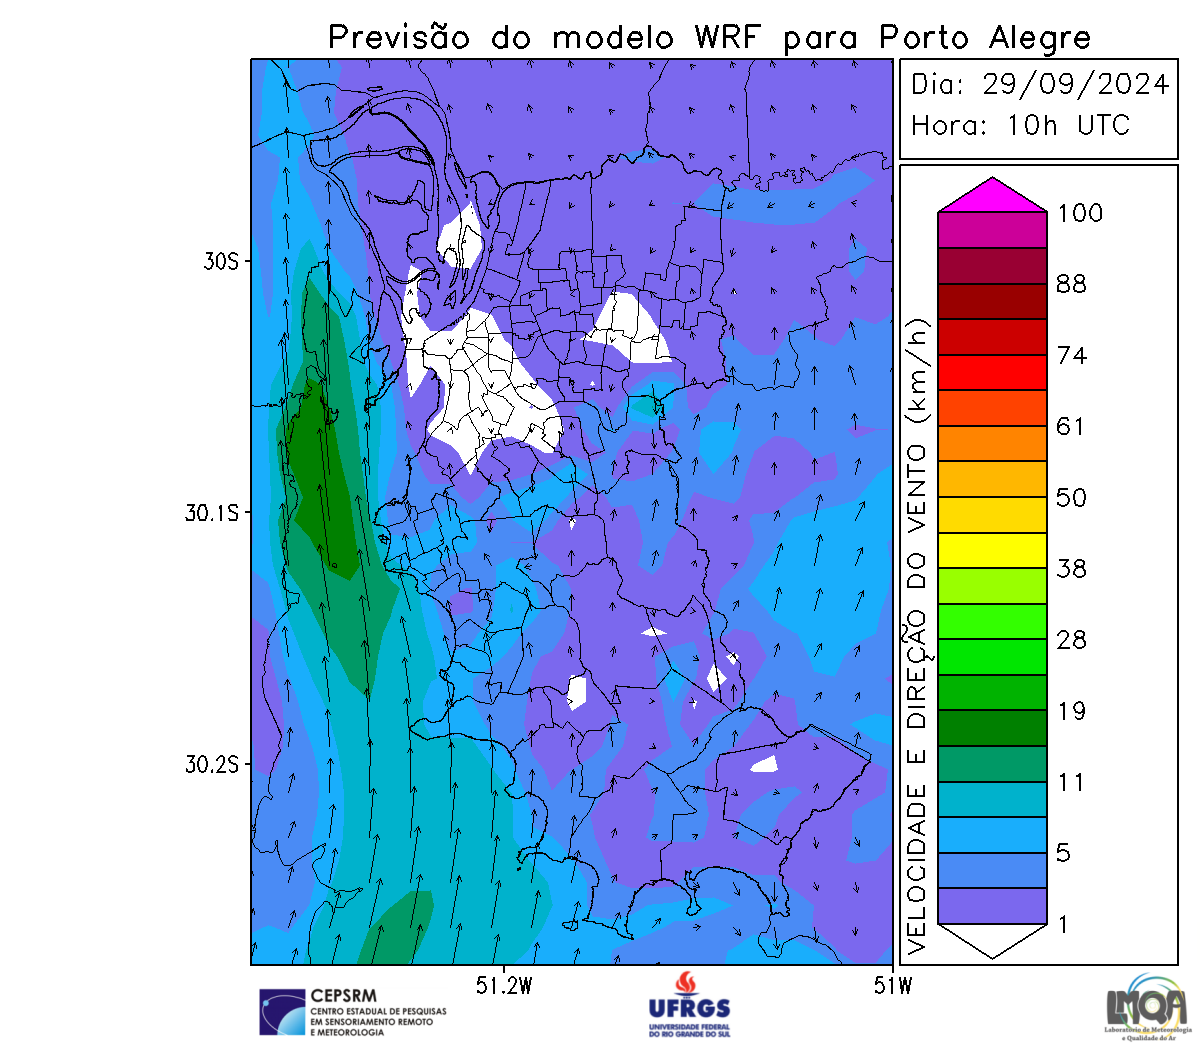 Previsão do modelo WRF para Porto Alegre
Dia: 29/09/2024
Hora: 10h UTC
100
88
74
61
50
38
28
19
11
5
1
VELOCIDADE E DIREÇÃO DO VENTO (km/h)
30S
30.1S
30.2S
51.2W
51W
CEPSRM
CENTRO ESTADUAL DE PESQUISAS
EM SENSORIAMENTO REMOTO
E METEOROLOGIA
UFRGS
UNIVERSIDADE FEDERAL
DO RIO GRANDE DO SUL
LMQA
Laboratório de Meteorologia
e Qualidade do Ar